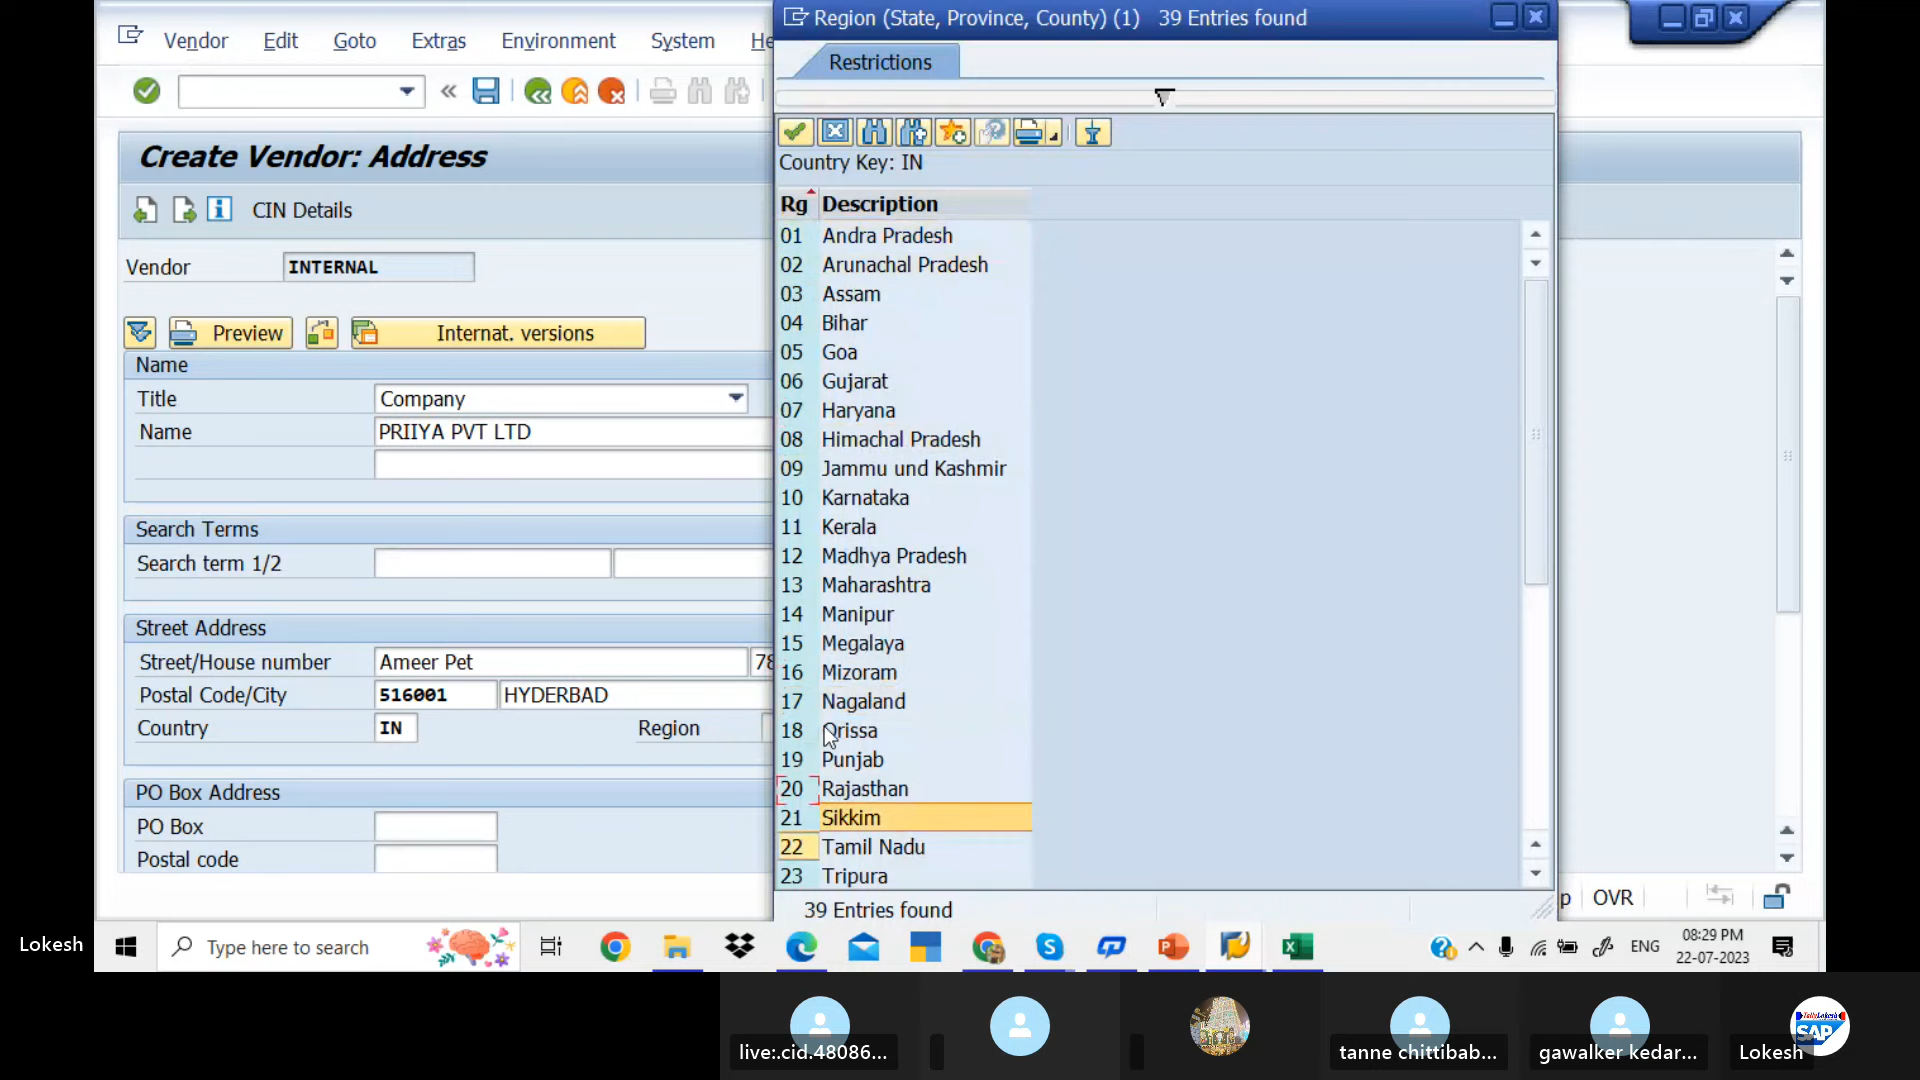 Vendor Edit Goto Extras Environment System He
Region (State, Province, County) (1) 39 Entries found
Restrictions
Create Vendor: Address
CIN Details
Vendor INTERNAL
Preview Internat. versions
Name
Title Company
Name PRIIYA PVT LTD
Search Terms
Search term 1/2
Street Address
Street/House number Ameer Pet 78
Postal Code/City 516001 HYDERBAD
Country IN Region
PO Box Address
PO Box
Postal code
Country Key: IN
Rg Description
01 Andra Pradesh
02 Arunachal Pradesh
03 Assam
04 Bihar
05 Goa
06 Gujarat
07 Haryana
08 Himachal Pradesh
09 Jammu und Kashmir
10 Karnataka
11 Kerala
12 Madhya Pradesh
13 Maharashtra
14 Manipur
15 Megalaya
16 Mizoram
17 Nagaland
18 Orissa
19 Punjab
20 Rajasthan
21 Sikkim
22 Tamil Nadu
23 Tripura
39 Entries found
p OVR
Lokesh
Type here to search
ENG
08:29 PM
22-07-2023
live:.cid.48086...
tanne chittibab...
gawalker kedar...
Lokesh
SAP